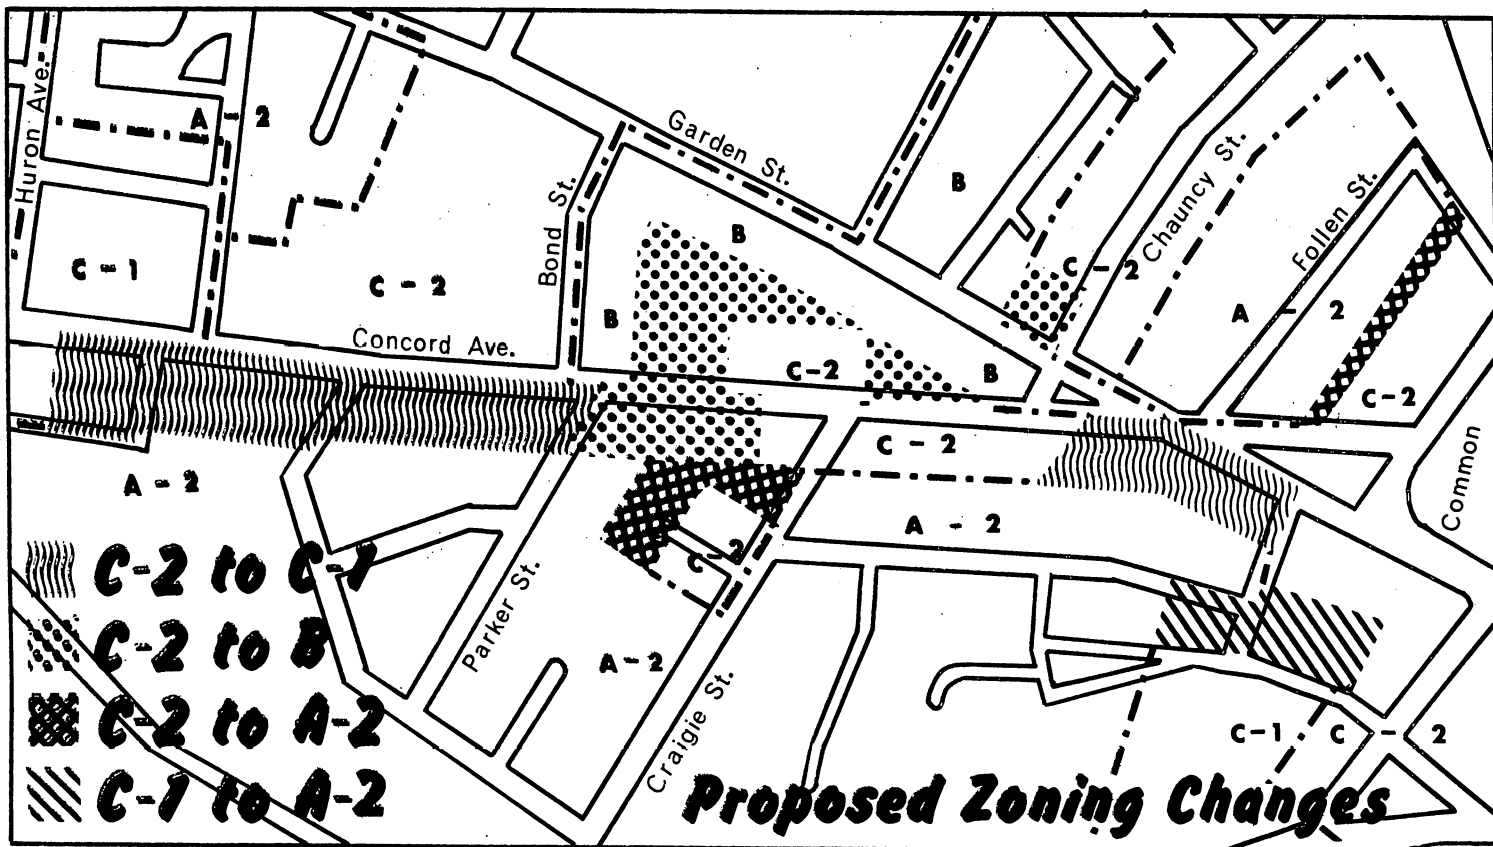 Huron Ave.
A - 2
Garden St.
Bond St.
B
Chauncy St.
Follen St.
B
C - 1
C - 2
C - 2
A - 2
B
Concord Ave.
C-2
B
C-2
C - 2
Common
A - 2
A - 2
C-2
C-2 to C-1
C-2 to B
C-2 to A-2
C-1 to A-2
Parker St.
A-2
Craigie St.
C-1
C - 2
Proposed Zoning Changes